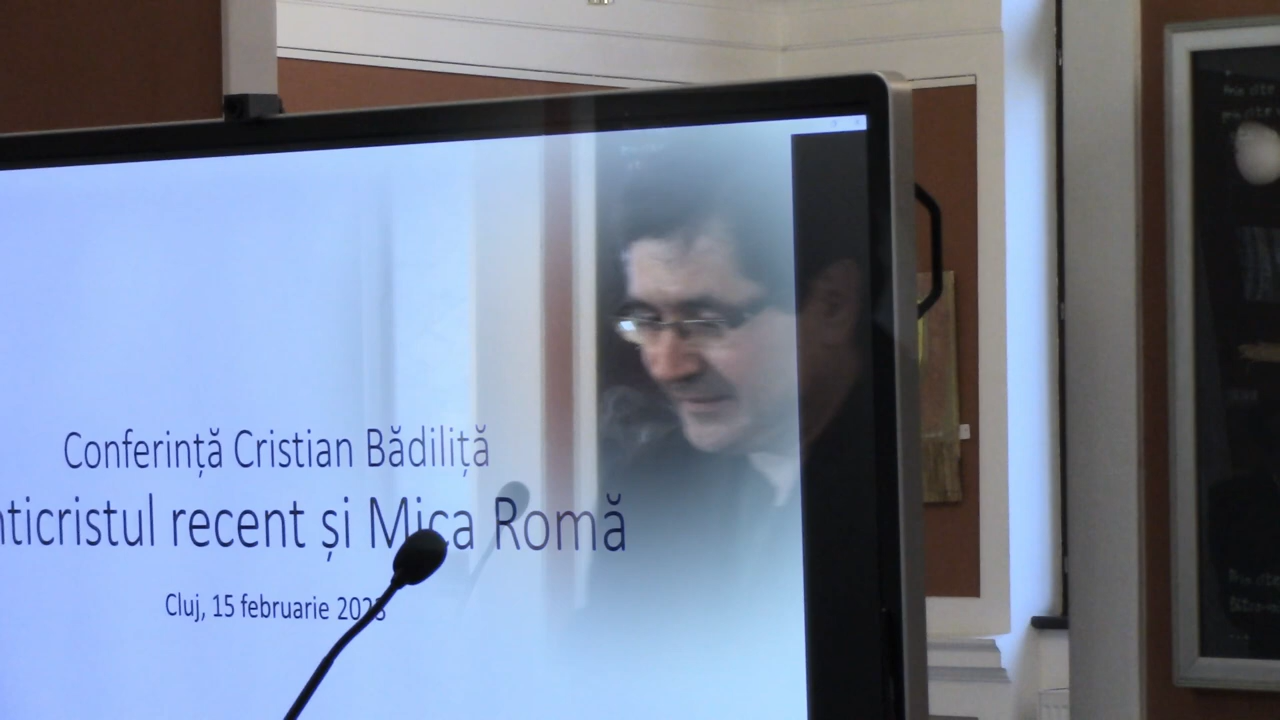 Conferință Cristian Bădiliță
nticristul recent și Mica Romă
Cluj, 15 februarie